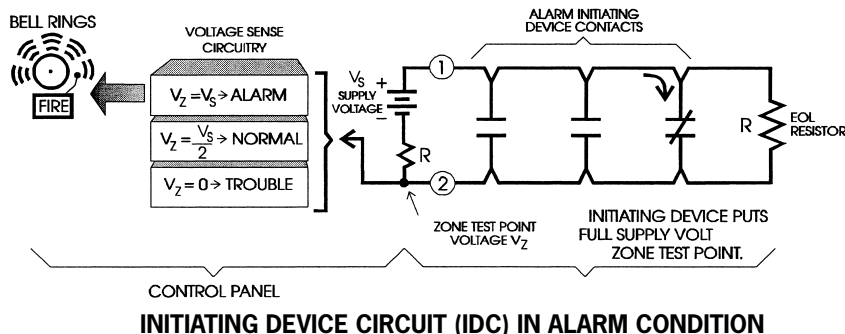 BELL RINGS
FIRE
VOLTAGE SENSE
CIRCUITRY
V_Z = V_S → ALARM
V_Z = V_S/2 → NORMAL
V_Z = 0 → TROUBLE
V_S +
SUPPLY
VOLTAGE –
R
1
2
ALARM INITIATING
DEVICE CONTACTS
R
EOL
RESISTOR
ZONE TEST POINT
VOLTAGE V_Z
INITIATING DEVICE PUTS
FULL SUPPLY VOLT
ZONE TEST POINT.
CONTROL PANEL
INITIATING DEVICE CIRCUIT (IDC) IN ALARM CONDITION